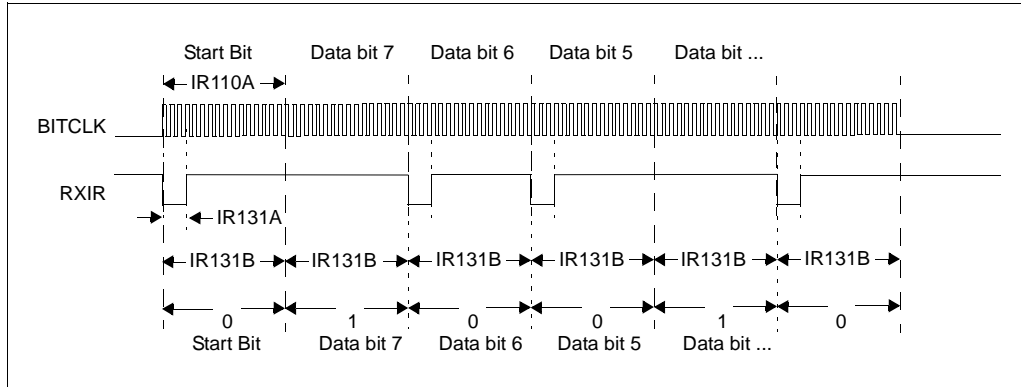 Start Bit Data bit 7 Data bit 6 Data bit 5 Data bit ...
IR110A
BITCLK
RXIR
IR131A
IR131B IR131B IR131B IR131B IR131B IR131B
0 1 0 0 1 0
Start Bit Data bit 7 Data bit 6 Data bit 5 Data bit ...